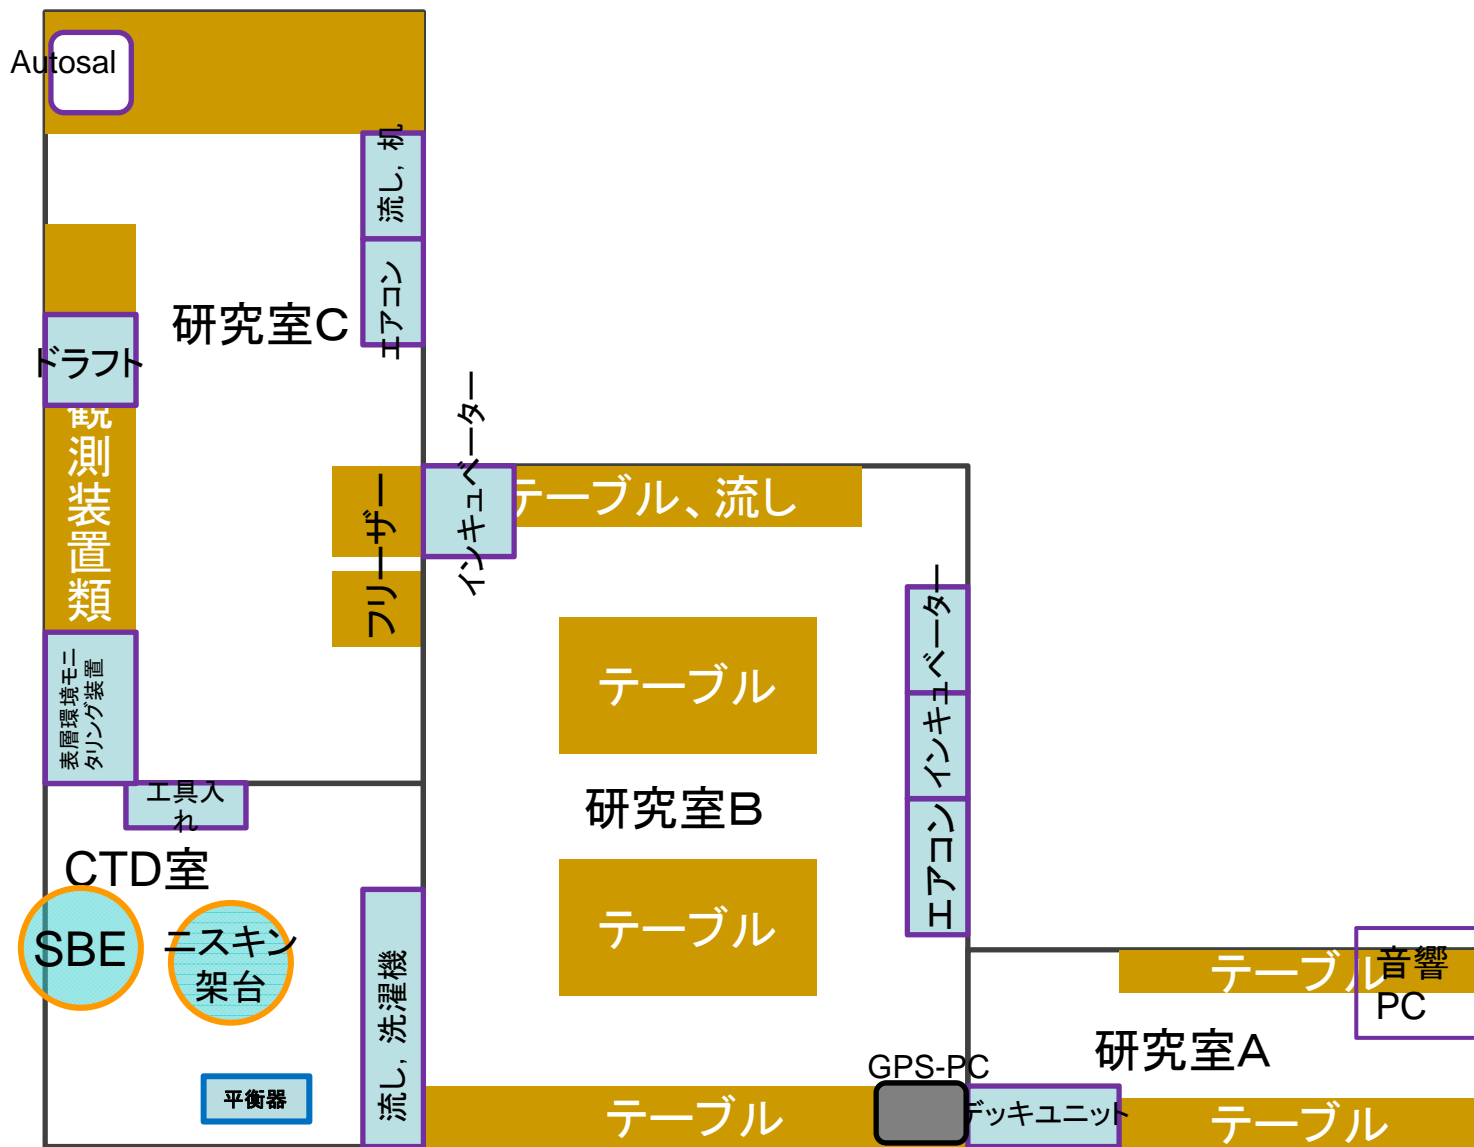 Autosal
流し, 机
エアコン
研究室C
ドラフト
観測装置類
フリーザー
インキュベーター
テーブル、流し
インキュベーター
テーブル
表層環境モニ
タリング装置
インキュベーター
工具入
れ
研究室B
エアコン
CTD室
SBE
ニスキン
架台
テーブル
流し, 洗濯機
テーブル
音響
PC
研究室A
GPS-PC
平衡器
テーブル
デッキユニット
テーブル